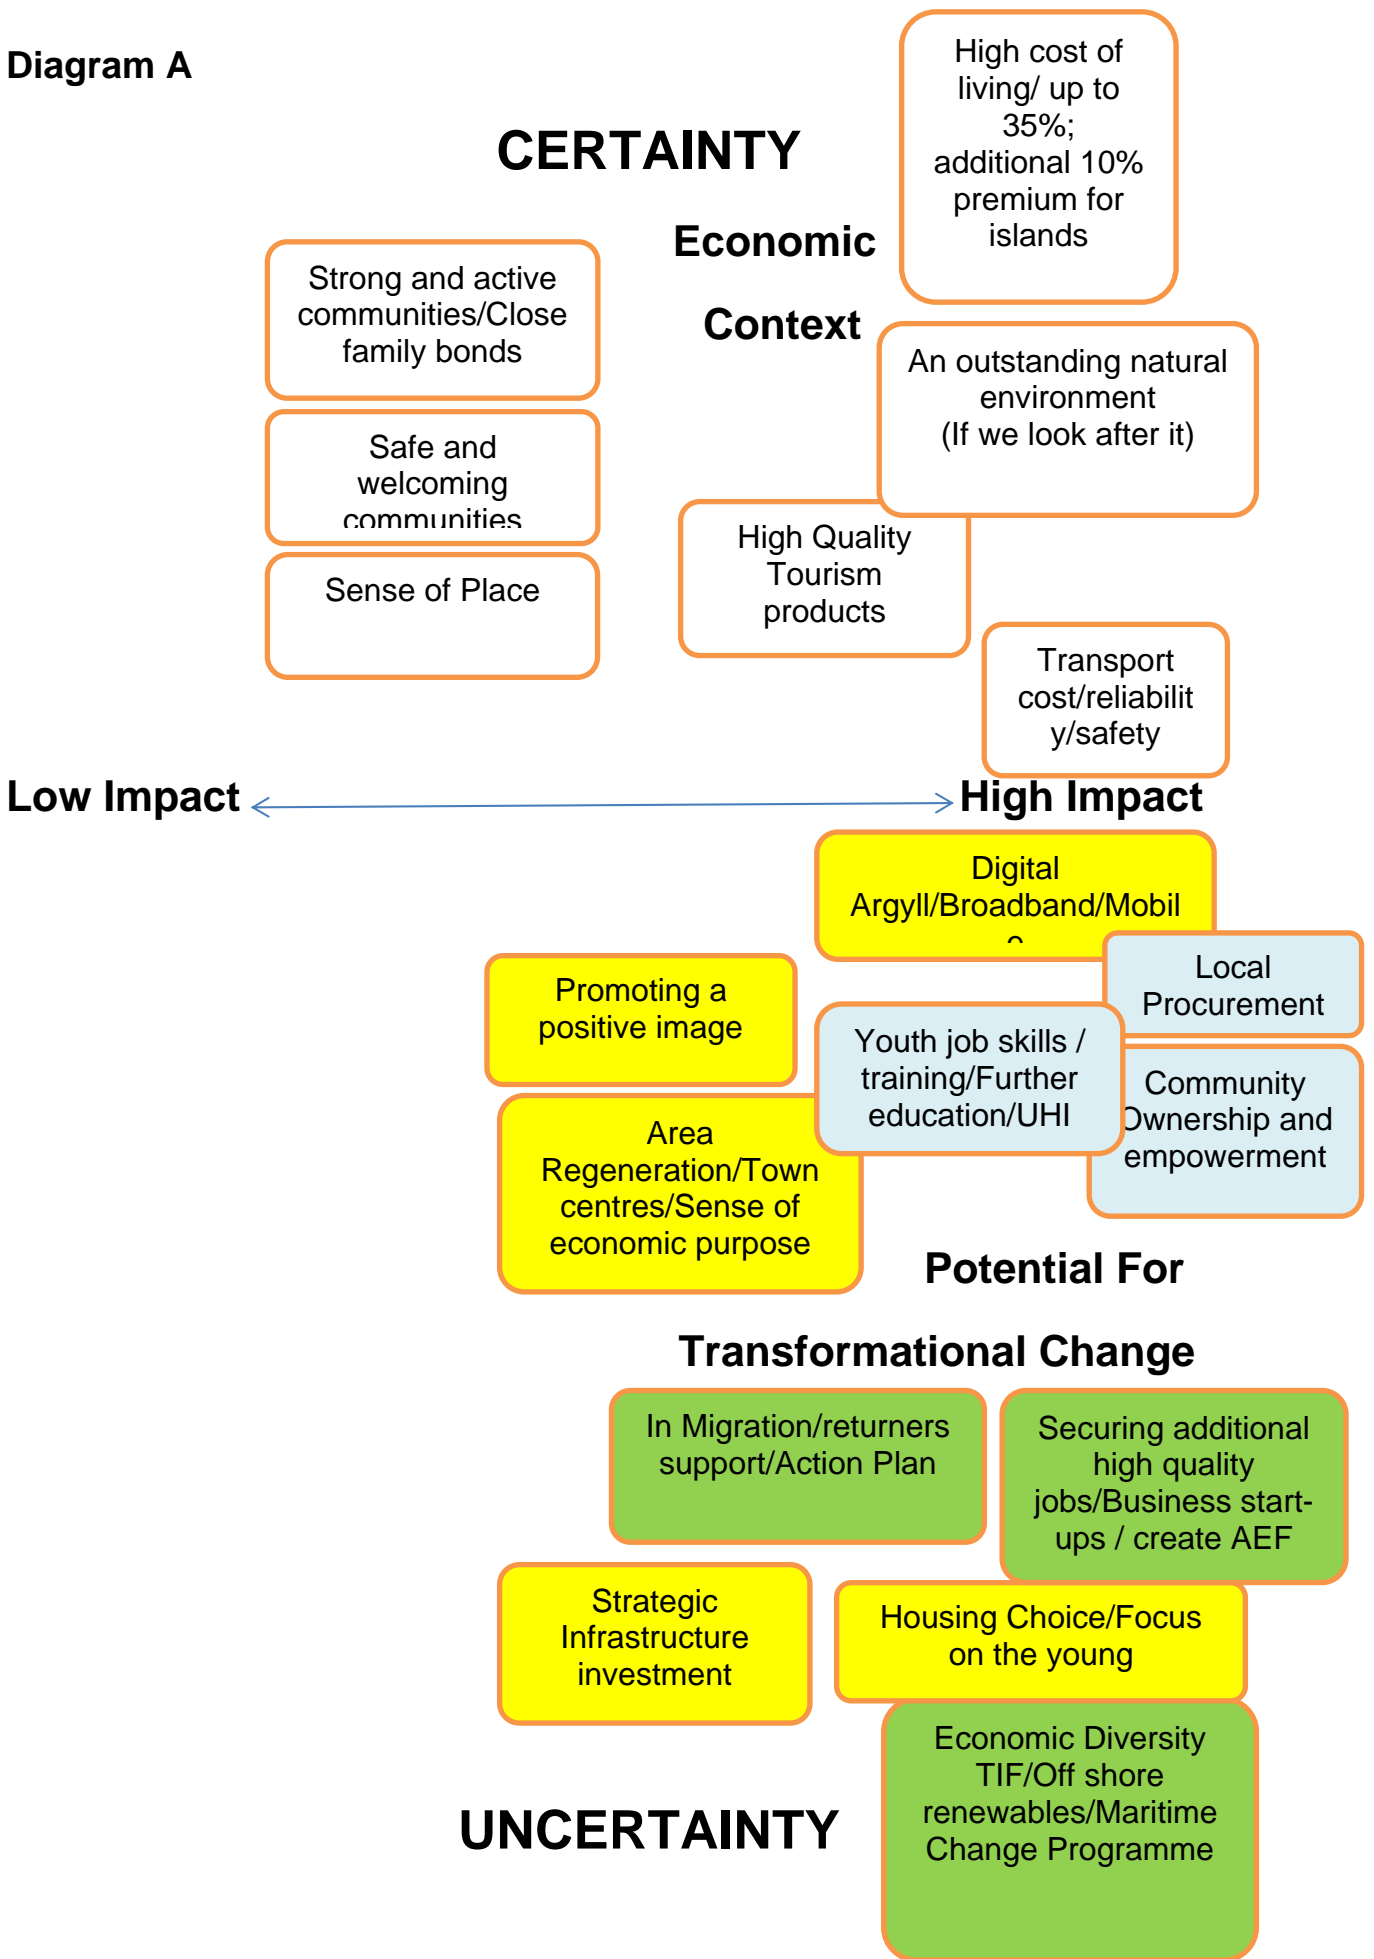 Diagram A
High cost of
living/ up to
35%;
additional 10%
premium for
islands
CERTAINTY
Economic
Context
Strong and active
communities/Close
family bonds
An outstanding natural
environment
(If we look after it)
Safe and
welcoming
communities
High Quality
Tourism
products
Sense of Place
Transport
cost/reliabilit
y/safety
Low Impact
High Impact
Digital
Argyll/Broadband/Mobil
Local
Procurement
Promoting a
positive image
Youth job skills /
training/Further
education/UHI
Community
Ownership and
empowerment
Area
Regeneration/Town
centres/Sense of
economic purpose
Potential For
Transformational Change
In Migration/returners
support/Action Plan
Securing additional
high quality
jobs/Business start-
ups / create AEF
Strategic
Infrastructure
investment
Housing Choice/Focus
on the young
Economic Diversity
TIF/Off shore
renewables/Maritime
Change Programme
UNCERTAINTY